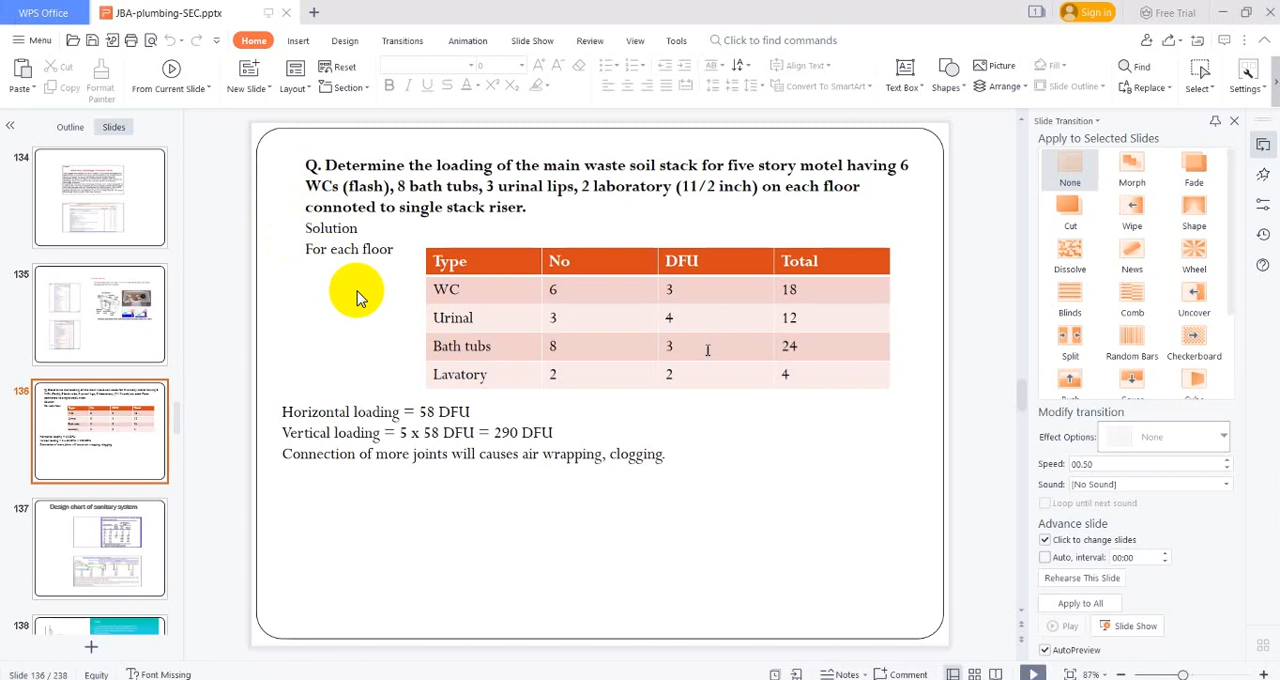 WPS Office
JBA-plumbing-SEC.pptx
Sign in
Free Trial
Menu
Home
Insert
Design
Transitions
Animation
Slide Show
Review
View
Tools
Click to find commands
Paste
Cut
Copy
Format
Painter
From Current Slide
New Slide
Layout
Reset
Section
0
Align Text
Convert To SmartArt
Text Box
Shapes
Picture
Arrange
Fill
Slide Outline
Find
Replace
Select
Settings
Outline
Slides
134
135
136
137
Design chart of sanitary system
138
Q. Determine the loading of the main waste soil stack for five story motel having 6
WCs (flash), 8 bath tubs, 3 urinal lips, 2 laboratory (11/2 inch) on each floor
connoted to single stack riser.
Solution
For each floor
Type No DFU Total
WC 6 3 18
Urinal 3 4 12
Bath tubs 8 3 24
Lavatory 2 2 4
Horizontal loading = 58 DFU
Vertical loading = 5 x 58 DFU = 290 DFU
Connection of more joints will causes air wrapping, clogging.
Slide Transition
Apply to Selected Slides
None
Morph
Fade
Cut
Wipe
Shape
Dissolve
News
Wheel
Blinds
Comb
Uncover
Split
Random Bars
Checkerboard
Modify transition
Effect Options:
None
Speed: 00.50
Sound: [No Sound]
Loop until next sound
Advance slide
Click to change slides
Auto, interval: 00:00
Rehearse This Slide
Apply to All
Play
Slide Show
AutoPreview
Slide 136 / 238
Equity
Font Missing
Notes
Comment
87%